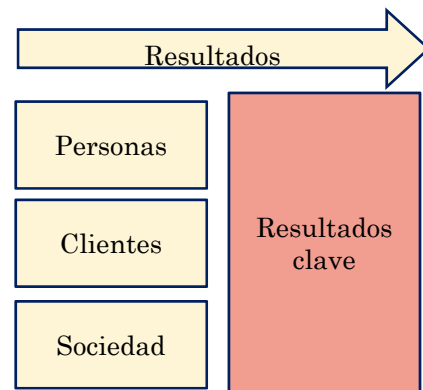 Resultados
Personas
Clientes
Sociedad
Resultados
clave